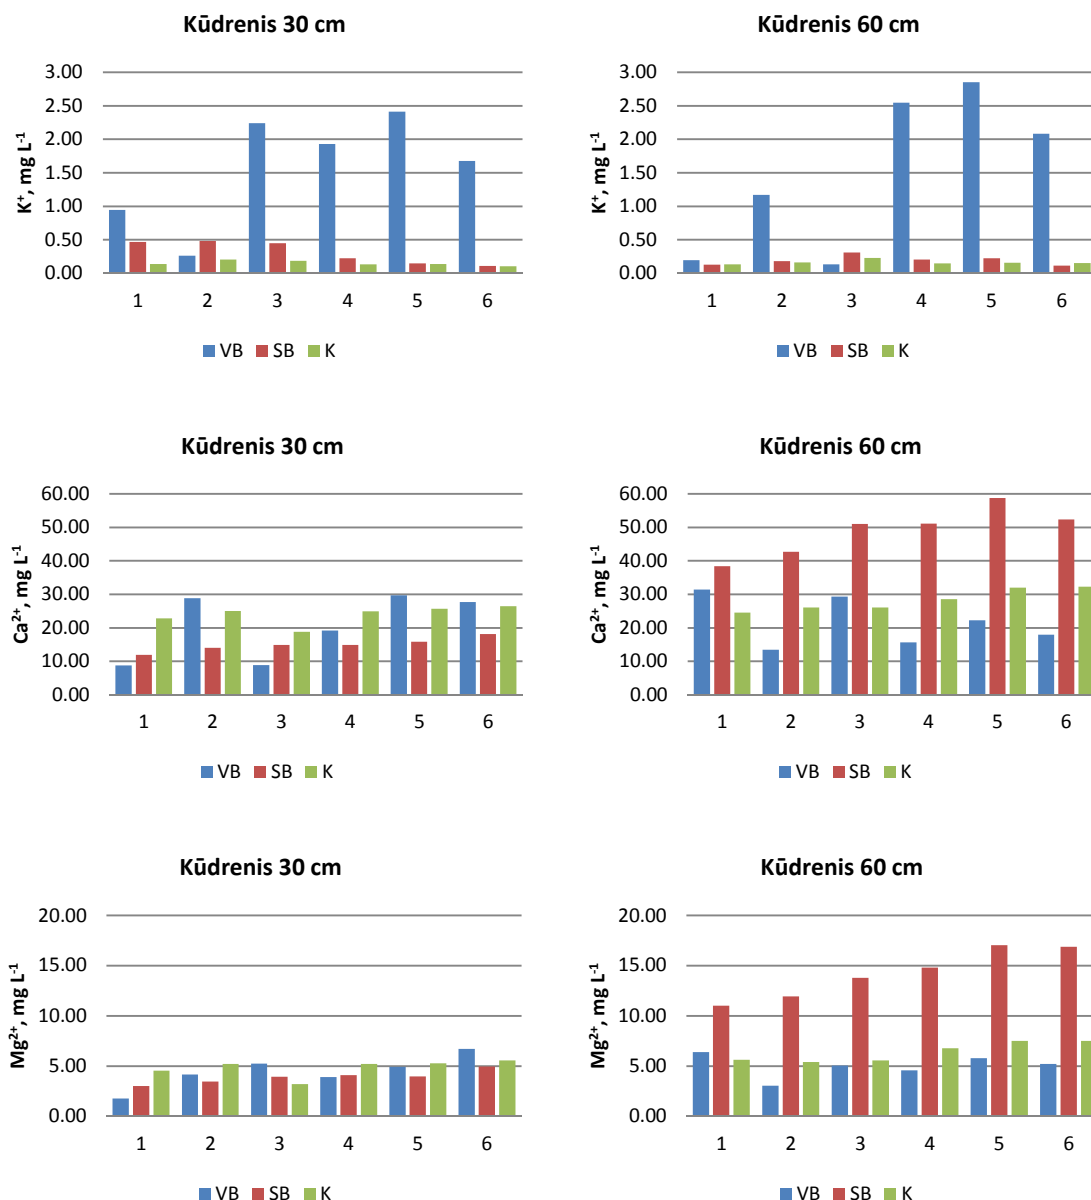 Kūdrenis 30 cm
K⁺, mg L⁻¹
3.00
2.50
2.00
1.50
1.00
0.50
0.00
1 2 3 4 5 6
VB SB K
Kūdrenis 60 cm
K⁺, mg L⁻¹
3.00
2.50
2.00
1.50
1.00
0.50
0.00
1 2 3 4 5 6
VB SB K
Kūdrenis 30 cm
Ca²⁺, mg L⁻¹
60.00
50.00
40.00
30.00
20.00
10.00
0.00
1 2 3 4 5 6
VB SB K
Kūdrenis 60 cm
Ca²⁺, mg L⁻¹
60.00
50.00
40.00
30.00
20.00
10.00
0.00
1 2 3 4 5 6
VB SB K
Kūdrenis 30 cm
Mg²⁺, mg L⁻¹
20.00
15.00
10.00
5.00
0.00
1 2 3 4 5 6
VB SB K
Kūdrenis 60 cm
Mg²⁺, mg L⁻¹
20.00
15.00
10.00
5.00
0.00
1 2 3 4 5 6
VB SB K